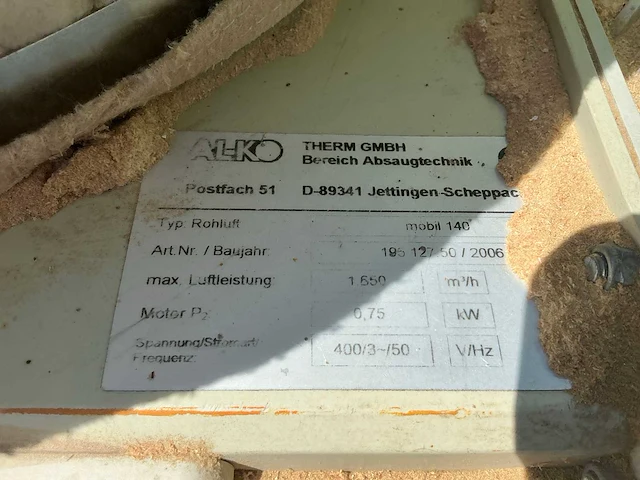 AL-KO THERM GMBH
Bereich Absaugtechnik
Postfach 51 D-89341 Jettingen-Scheppac
Typ: Rohluft mobil 140
Art.Nr. / Baujahr: 195 127 50 / 2006
max. Luftleistung: 1 650 m³/h
Motor P₂ 0,75 kW
Spannung/Stromart/ 400/3~/50 V/Hz
Frequenz: